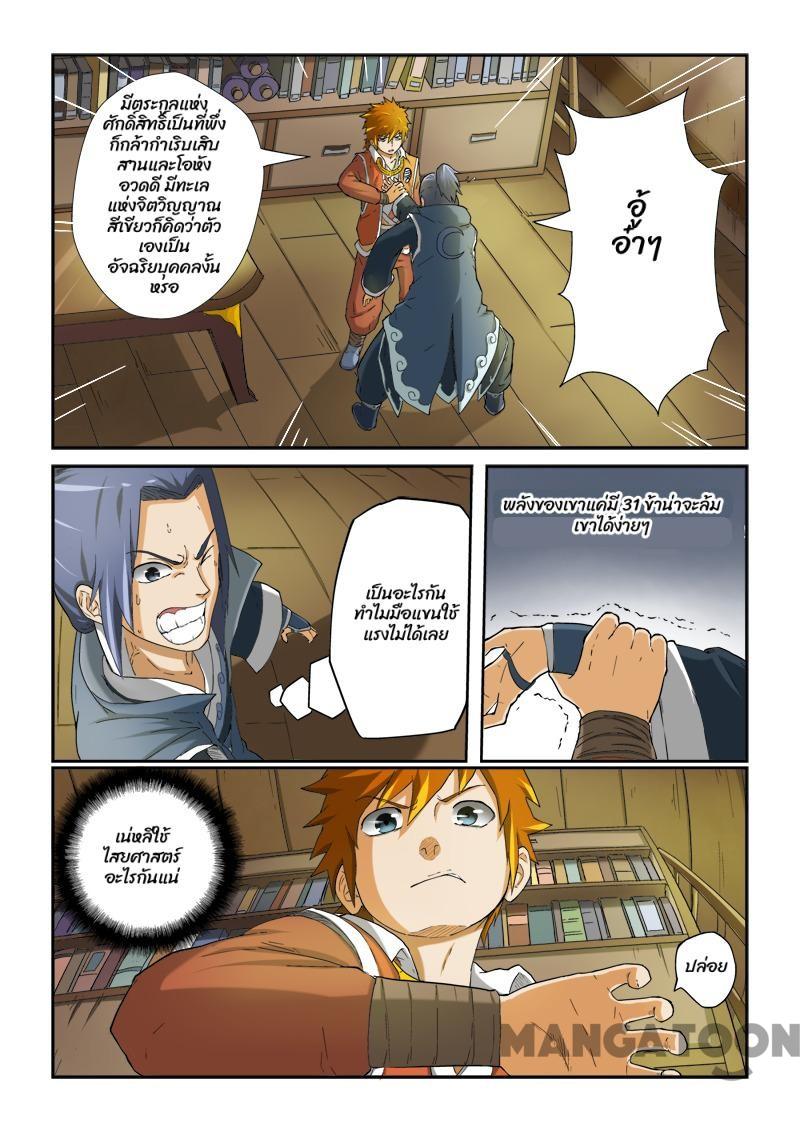 มีตระกูลแห่ง
ศักดิ์สิทธิ์เป็นที่พึ่ง
ก็กล้ากำเริบเสิบ
สานและโอหัง
อวดดี มีทะเล
แห่งจิตวิญญาณ
สีเขียวก็คิดว่าตัว
เองเป็น
อัจฉริยบุคคลงั้น
หรอ
อู้
อ๋าๆ
เป็นอะไรกัน
ทำไมมือแขนใช้
แรงไม่ได้เลย
พลังของเขาแค่มี 31 ข้าน่าจะล้ม
เขาได้ง่ายๆ
เน่หลีใช้
ไสยศาสตร์
อะไรกันแน่
ปล่อย
MANGATOON